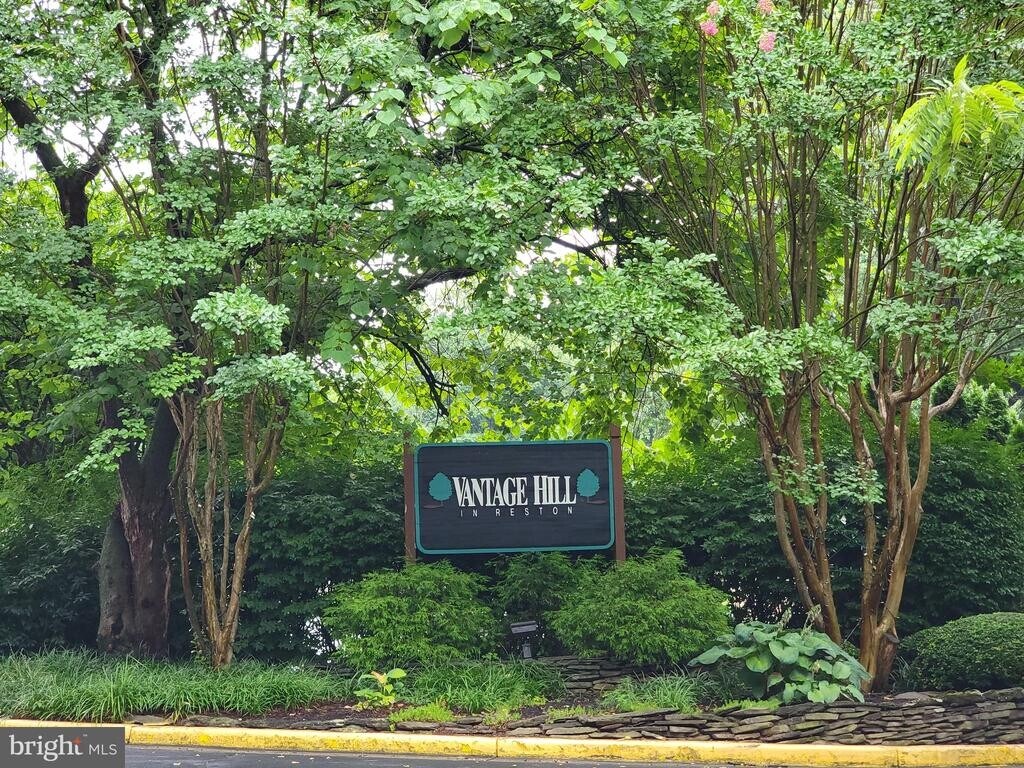 VANTAGE HILL
IN RESTON
bright MLS